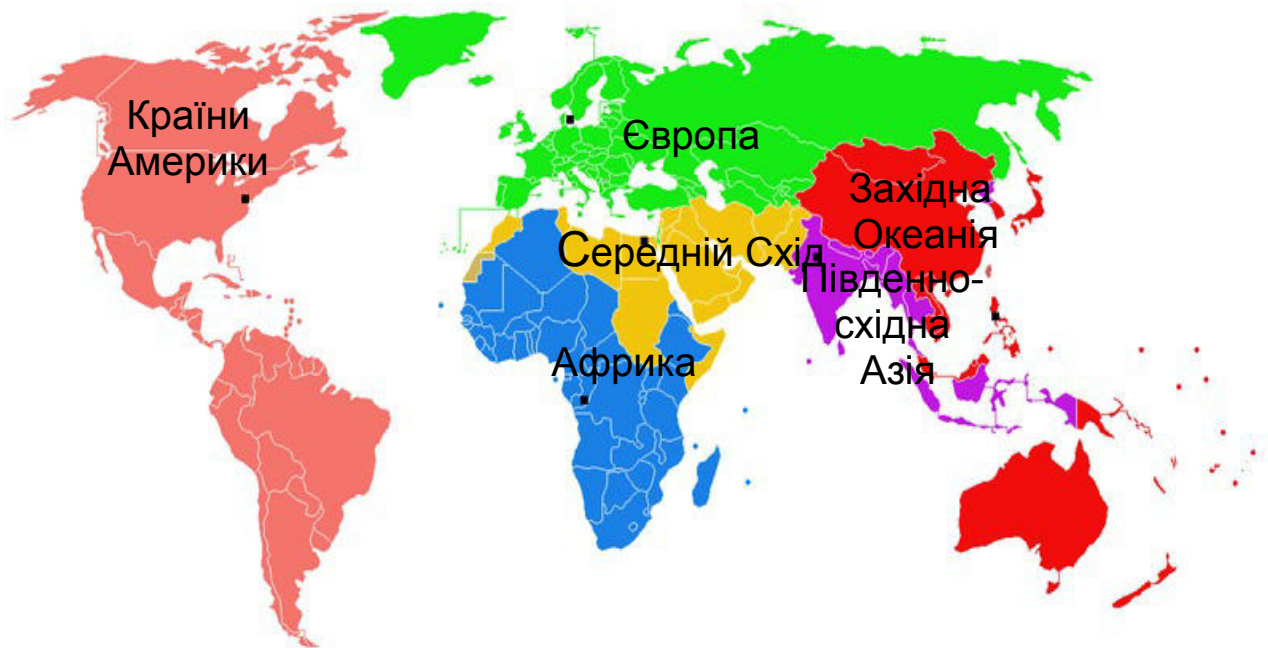 Країни
Америки
Європа
Західна
Океанія
Середній Схід
Південно-
східна
Азія
Африка